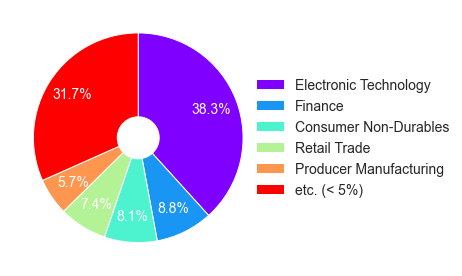 31.7%
38.3%
5.7%
7.4%
8.1%
8.8%
Electronic Technology
Finance
Consumer Non-Durables
Retail Trade
Producer Manufacturing
etc. (< 5%)